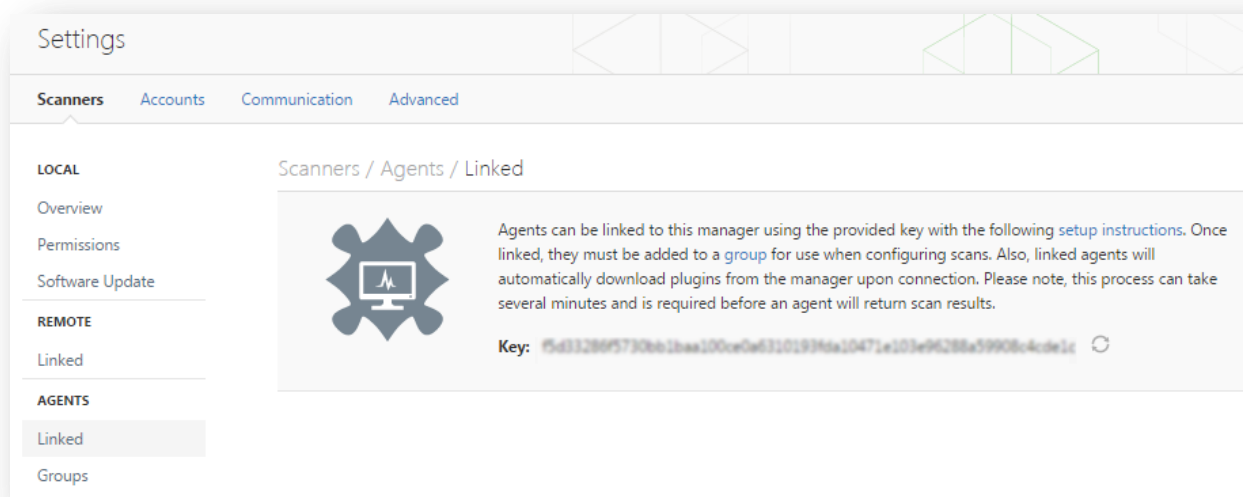 Settings
Scanners Accounts Communication Advanced
LOCAL
Overview
Permissions
Software Update
REMOTE
Linked
AGENTS
Linked
Groups
Scanners / Agents / Linked
Agents can be linked to this manager using the provided key with the following setup instructions. Once
linked, they must be added to a group for use when configuring scans. Also, linked agents will
automatically download plugins from the manager upon connection. Please note, this process can take
several minutes and is required before an agent will return scan results.
Key: